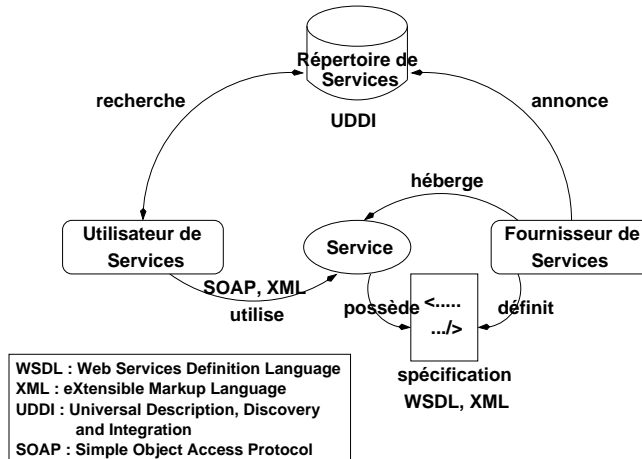 Répertoire de
Services
recherche
annonce
UDDI
héberge
Utilisateur de
Services
Service
Fournisseur de
Services
SOAP, XML
utilise
possède
<.....
.../>
définit
spécification
WSDL, XML
WSDL : Web Services Definition Language
XML : eXtensible Markup Language
UDDI : Universal Description, Discovery
and Integration
SOAP : Simple Object Access Protocol